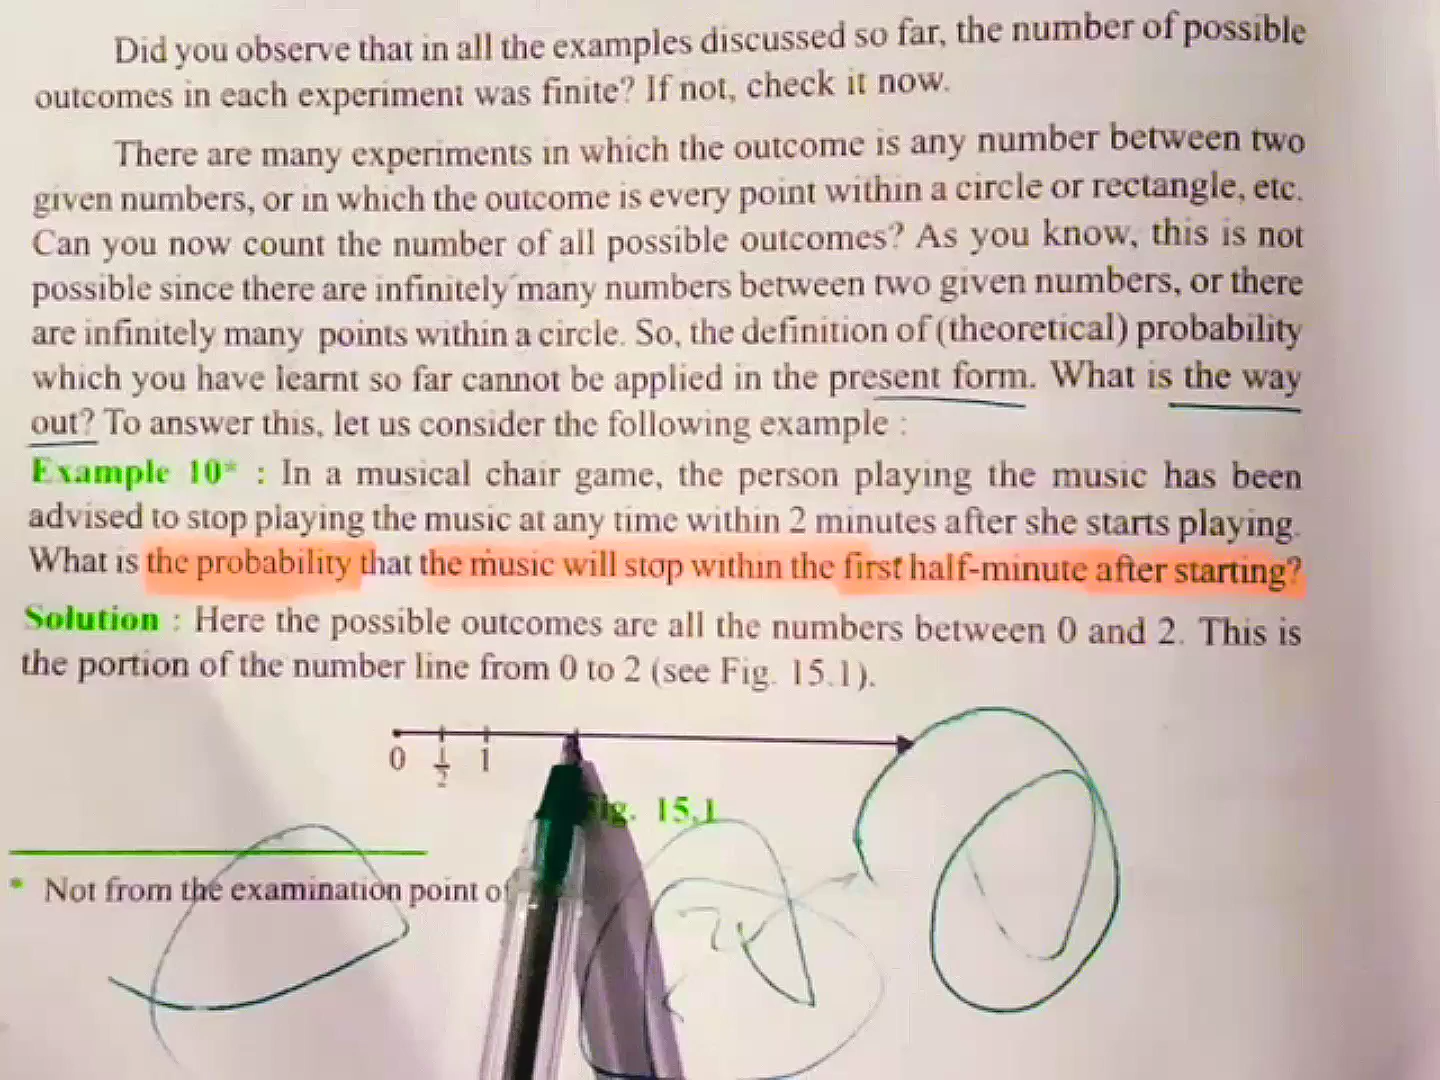 Did you observe that in all the examples discussed so far, the number of possible
outcomes in each experiment was finite? If not, check it now.
There are many experiments in which the outcome is any number between two
given numbers, or in which the outcome is every point within a circle or rectangle, etc.
Can you now count the number of all possible outcomes? As you know, this is not
possible since there are infinitely many numbers between two given numbers, or there
are infinitely many points within a circle. So, the definition of (theoretical) probability
which you have learnt so far cannot be applied in the present form. What is the way
out? To answer this, let us consider the following example :
Example 10* : In a musical chair game, the person playing the music has been
advised to stop playing the music at any time within 2 minutes after she starts playing.
What is the probability that the music will stop within the first half-minute after starting?
Solution : Here the possible outcomes are all the numbers between 0 and 2. This is
the portion of the number line from 0 to 2 (see Fig. 15.1).
0 1/2 1
Fig. 15.1
* Not from the examination point of